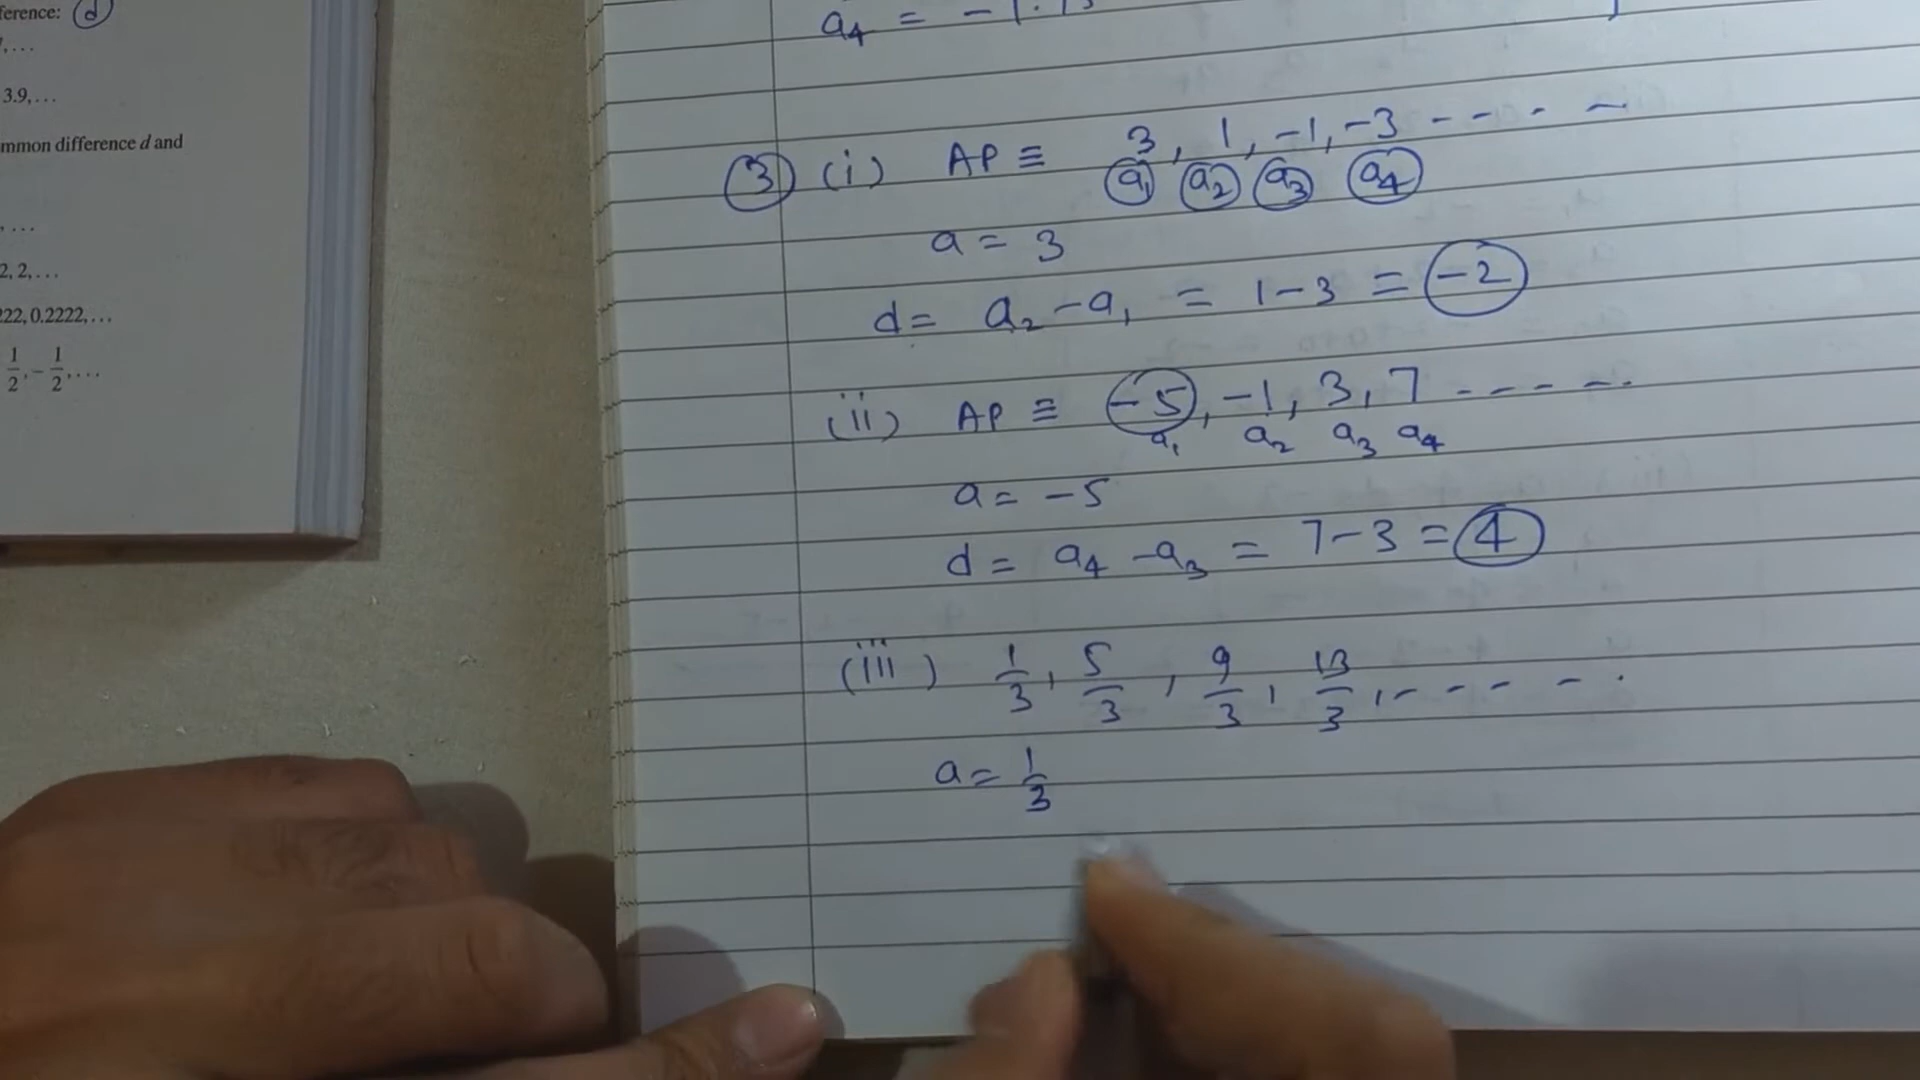 ference: d
, . . .
3.9, . . .
mmon difference d and
, . . .
2, 2, . . .
222, 0.2222, . . .
1/2, -1/2, . . .
a4 = -1.
3 (i) AP ≡ 3, 1, -1, -3 - - - - -
a1 a2 a3 a4
a = 3
d = a2 - a1 = 1 - 3 = -2
(ii) AP ≡ -5, -1, 3, 7 - - - - -
a1 a2 a3 a4
a = -5
d = a4 - a3 = 7 - 3 = 4
(iii) 1/3, 5/3, 9/3, 13/3, - - - - - .
a = 1/3